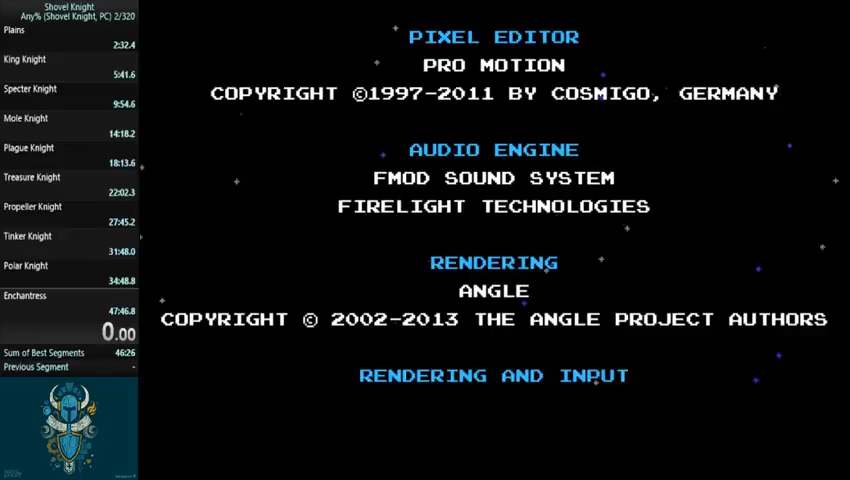 Shovel Knight
Any% (Shovel Knight, PC) 2/320
Plains
2:32.4
King Knight
5:41.6
Specter Knight
9:54.6
Mole Knight
14:18.2
Plague Knight
18:13.6
Treasure Knight
22:02.3
Propeller Knight
27:45.2
Tinker Knight
31:48.0
Polar Knight
34:48.8
Enchantress
47:46.8
0.00
Sum of Best Segments 46:26
Previous Segment -
PIXEL EDITOR
PRO MOTION
COPYRIGHT ©1997-2011 BY COSMIGO, GERMANY
AUDIO ENGINE
FMOD SOUND SYSTEM
FIRELIGHT TECHNOLOGIES
RENDERING
ANGLE
COPYRIGHT © 2002-2013 THE ANGLE PROJECT AUTHORS
RENDERING AND INPUT